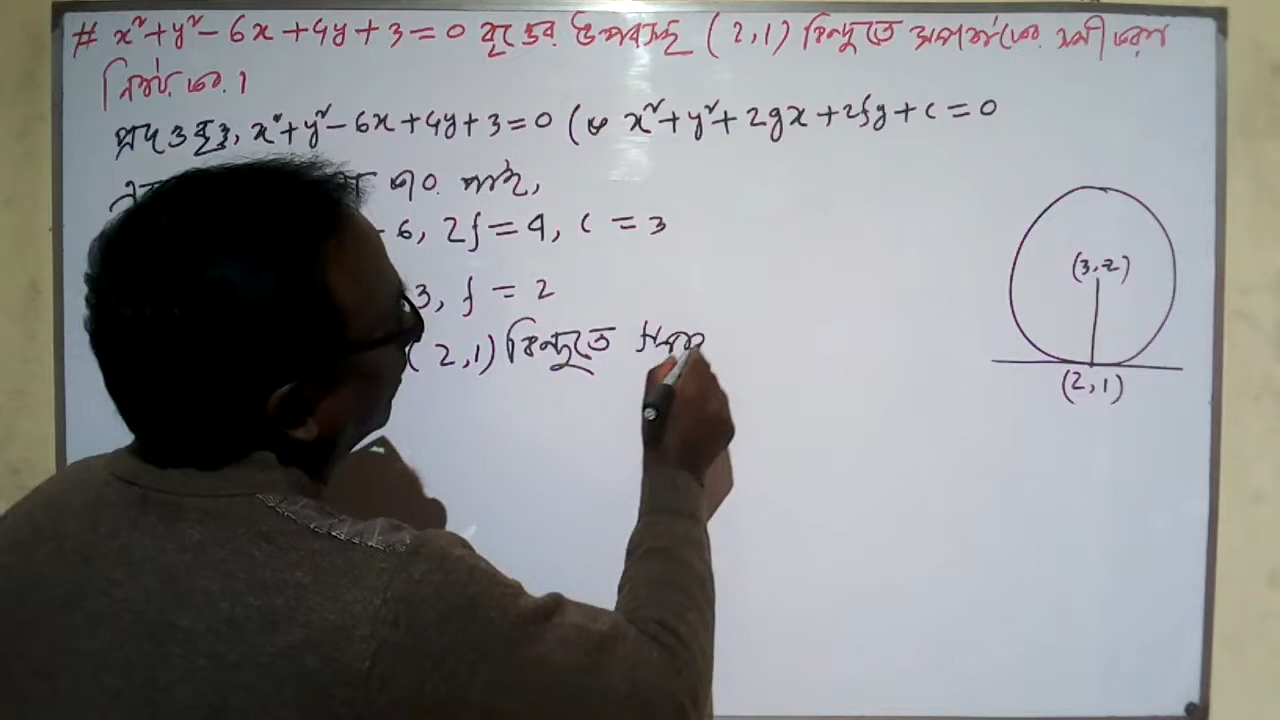 # x²+y²-6x+4y+3=0 বৃত্তের উপরস্থ (2,1) বিন্দুতে স্পর্শকের সমীকরণ
নির্ণয় কর।
প্রদত্ত বৃত্ত, x²+y²-6x+4y+3=0 কে x²+y²+2gx+2fy+c=0
করে পাই,
-6, 2f=4, c=3
3, f=2
(2,1) বিন্দুতে
(3,-2)
(2,1)